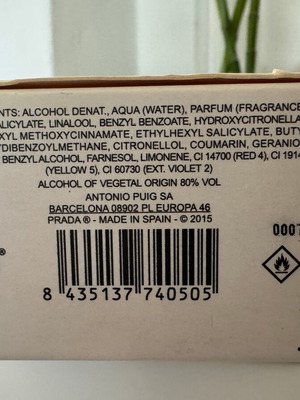 NTS: ALCOHOL DENAT., AQUA (WATER), PARFUM (FRAGRANCE
ALICYLATE, LINALOOL, BENZYL BENZOATE, HYDROXYCITRONELLA
XYL METHOXYCINNAMATE, ETHYLHEXYL SALICYLATE, BUTY
YDIBENZOYLMETHANE, CITRONELLOL, COUMARIN, GERANIO
BENZYL ALCOHOL, FARNESOL, LIMONENE, CI 14700 (RED 4), CI 1914
(YELLOW 5), CI 60730 (EXT. VIOLET 2)
ALCOHOL OF VEGETAL ORIGIN 80% VOL
ANTONIO PUIG SA
BARCELONA 08902 PL EUROPA 46
PRADA ® - MADE IN SPAIN - © 2015
0007
®
8 435137 740505